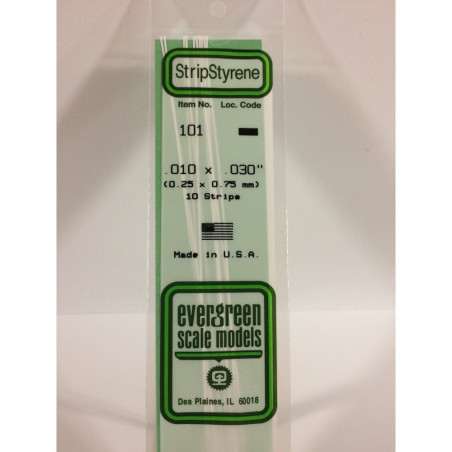 StripStyrene
Item No. Loc. Code
101
.010 x .030"
(0.25 x 0.75 mm)
10 Strips
Made in U.S.A.
evergreen
scale models
Des Plaines, IL 60018